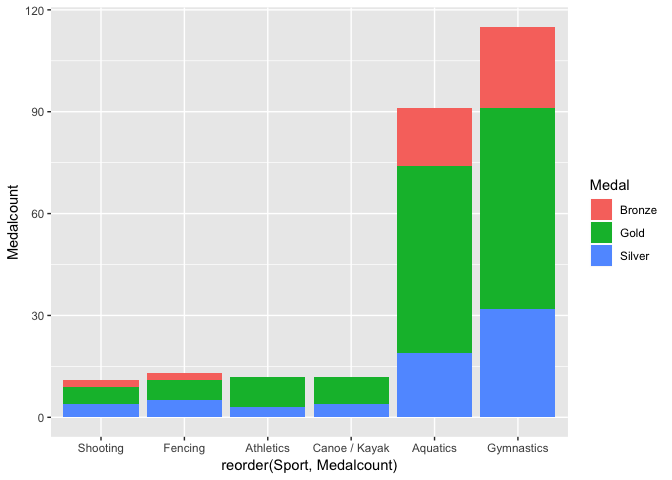 120
90
60
30
0
Medalcount
Shooting Fencing Athletics Canoe / Kayak Aquatics Gymnastics
reorder(Sport, Medalcount)
Medal
Bronze
Gold
Silver